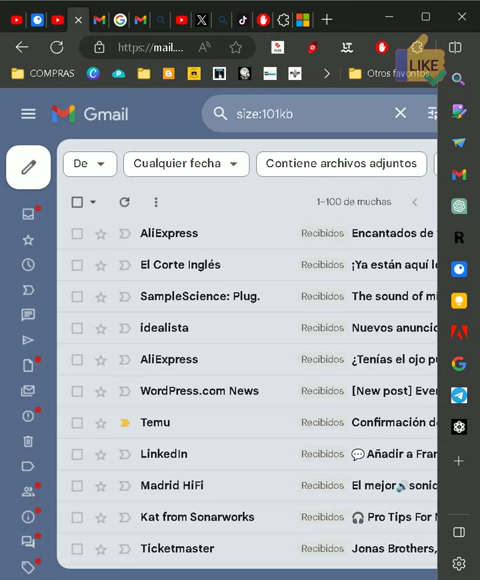 https://mail....
LIKE
COMPRAS
Otros favoritos
Gmail
size:101kb
De
Cualquier fecha
Contiene archivos adjuntos
1–100 de muchas
AliExpress Recibidos Encantados de
El Corte Inglés Recibidos ¡Ya están aquí l
SampleScience: Plug. Recibidos The sound of mi
idealista Recibidos Nuevos anuncio
AliExpress Recibidos ¿Tenías el ojo pu
WordPress.com News Recibidos [New post] Ever
Temu Recibidos Confirmación d
LinkedIn Recibidos Añadir a Fran
Madrid HiFi Recibidos El mejor sonic
Kat from Sonarworks Recibidos Pro Tips For
Ticketmaster Recibidos Jonas Brothers,